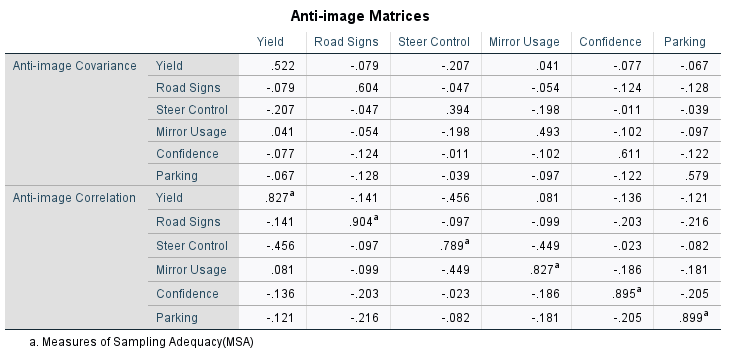 Anti-image Matrices
Yield Road Signs Steer Control Mirror Usage Confidence Parking
Anti-image Covariance Yield .522 -.079 -.207 .041 -.077 -.067
Road Signs -.079 .604 -.047 -.054 -.124 -.128
Steer Control -.207 -.047 .394 -.198 -.011 -.039
Mirror Usage .041 -.054 -.198 .493 -.102 -.097
Confidence -.077 -.124 -.011 -.102 .611 -.122
Parking -.067 -.128 -.039 -.097 -.122 .579
Anti-image Correlation Yield .827a -.141 -.456 .081 -.136 -.121
Road Signs -.141 .904a -.097 -.099 -.203 -.216
Steer Control -.456 -.097 .789a -.449 -.023 -.082
Mirror Usage .081 -.099 -.449 .827a -.186 -.181
Confidence -.136 -.203 -.023 -.186 .895a -.205
Parking -.121 -.216 -.082 -.181 -.205 .899a
a. Measures of Sampling Adequacy(MSA)